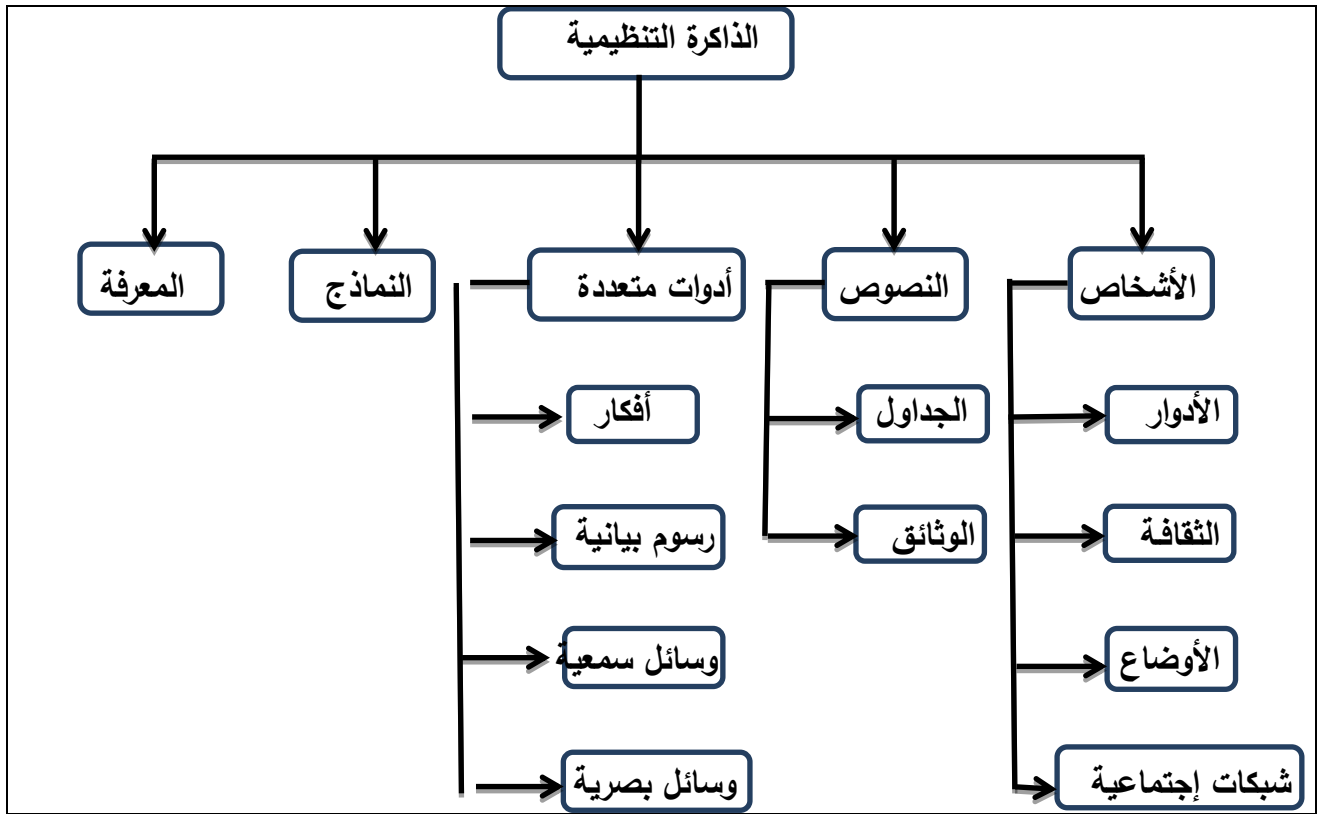 الذاكرة التنظيمية
الأشخاص
النصوص
أدوات متعددة
النماذج
المعرفة
الأدوار
الجداول
أفكار
الثقافة
الوثائق
رسوم بيانية
الأوضاع
وسائل سمعية
شبكات إجتماعية
وسائل بصرية